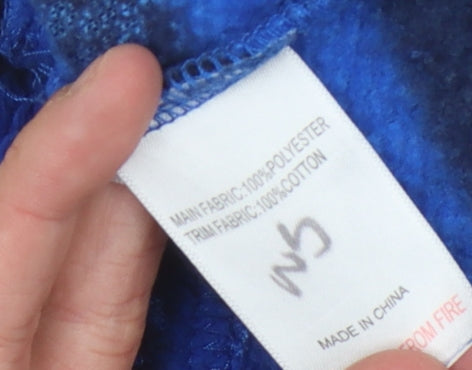 MAIN FABRIC:100%POLYESTER
TRIM FABRIC:100%COTTON
MADE IN CHINA
FROM FIRE